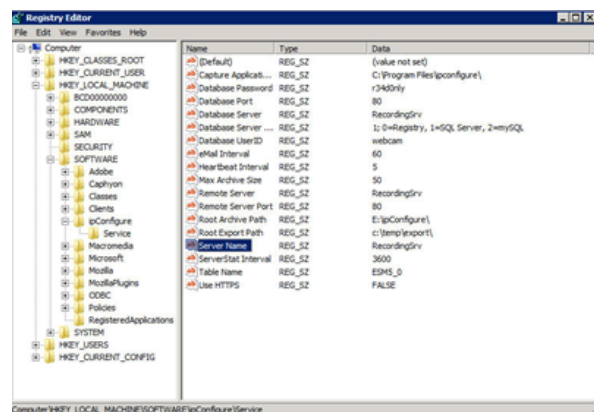 Registry Editor
File Edit View Favorites Help
Computer
HKEY_CLASSES_ROOT
HKEY_CURRENT_USER
HKEY_LOCAL_MACHINE
BCD00000000
COMPONENTS
HARDWARE
SAM
SECURITY
SOFTWARE
Adobe
Caphyon
Classes
Clients
ipConfigure
Service
Macromedia
Microsoft
Mozilla
MozillaPlugins
ODBC
Policies
RegisteredApplications
SYSTEM
HKEY_USERS
HKEY_CURRENT_CONFIG
Name Type Data
(Default) REG_SZ (value not set)
Capture Applicati... REG_SZ C:\Program Files\ipconfigure\
Database Password REG_SZ r34d0nly
Database Port REG_SZ 80
Database Server REG_SZ RecordingSrv
Database Server ... REG_SZ 1; 0=Registry, 1=SQL Server, 2=mySQL
Database UserID REG_SZ webcam
eMail Interval REG_SZ 60
Heartbeat Interval REG_SZ 5
Max Archive Size REG_SZ 50
Remote Server REG_SZ RecordingSrv
Remote Server Port REG_SZ 80
Root Archive Path REG_SZ E:\ipConfigure\
Root Export Path REG_SZ c:\temp\export\
Server Name REG_SZ RecordingSrv
ServerStat Interval REG_SZ 3600
Table Name REG_SZ ESM5_0
Use HTTPS REG_SZ FALSE
Computer\HKEY_LOCAL_MACHINE\SOFTWARE\ipConfigure\Service